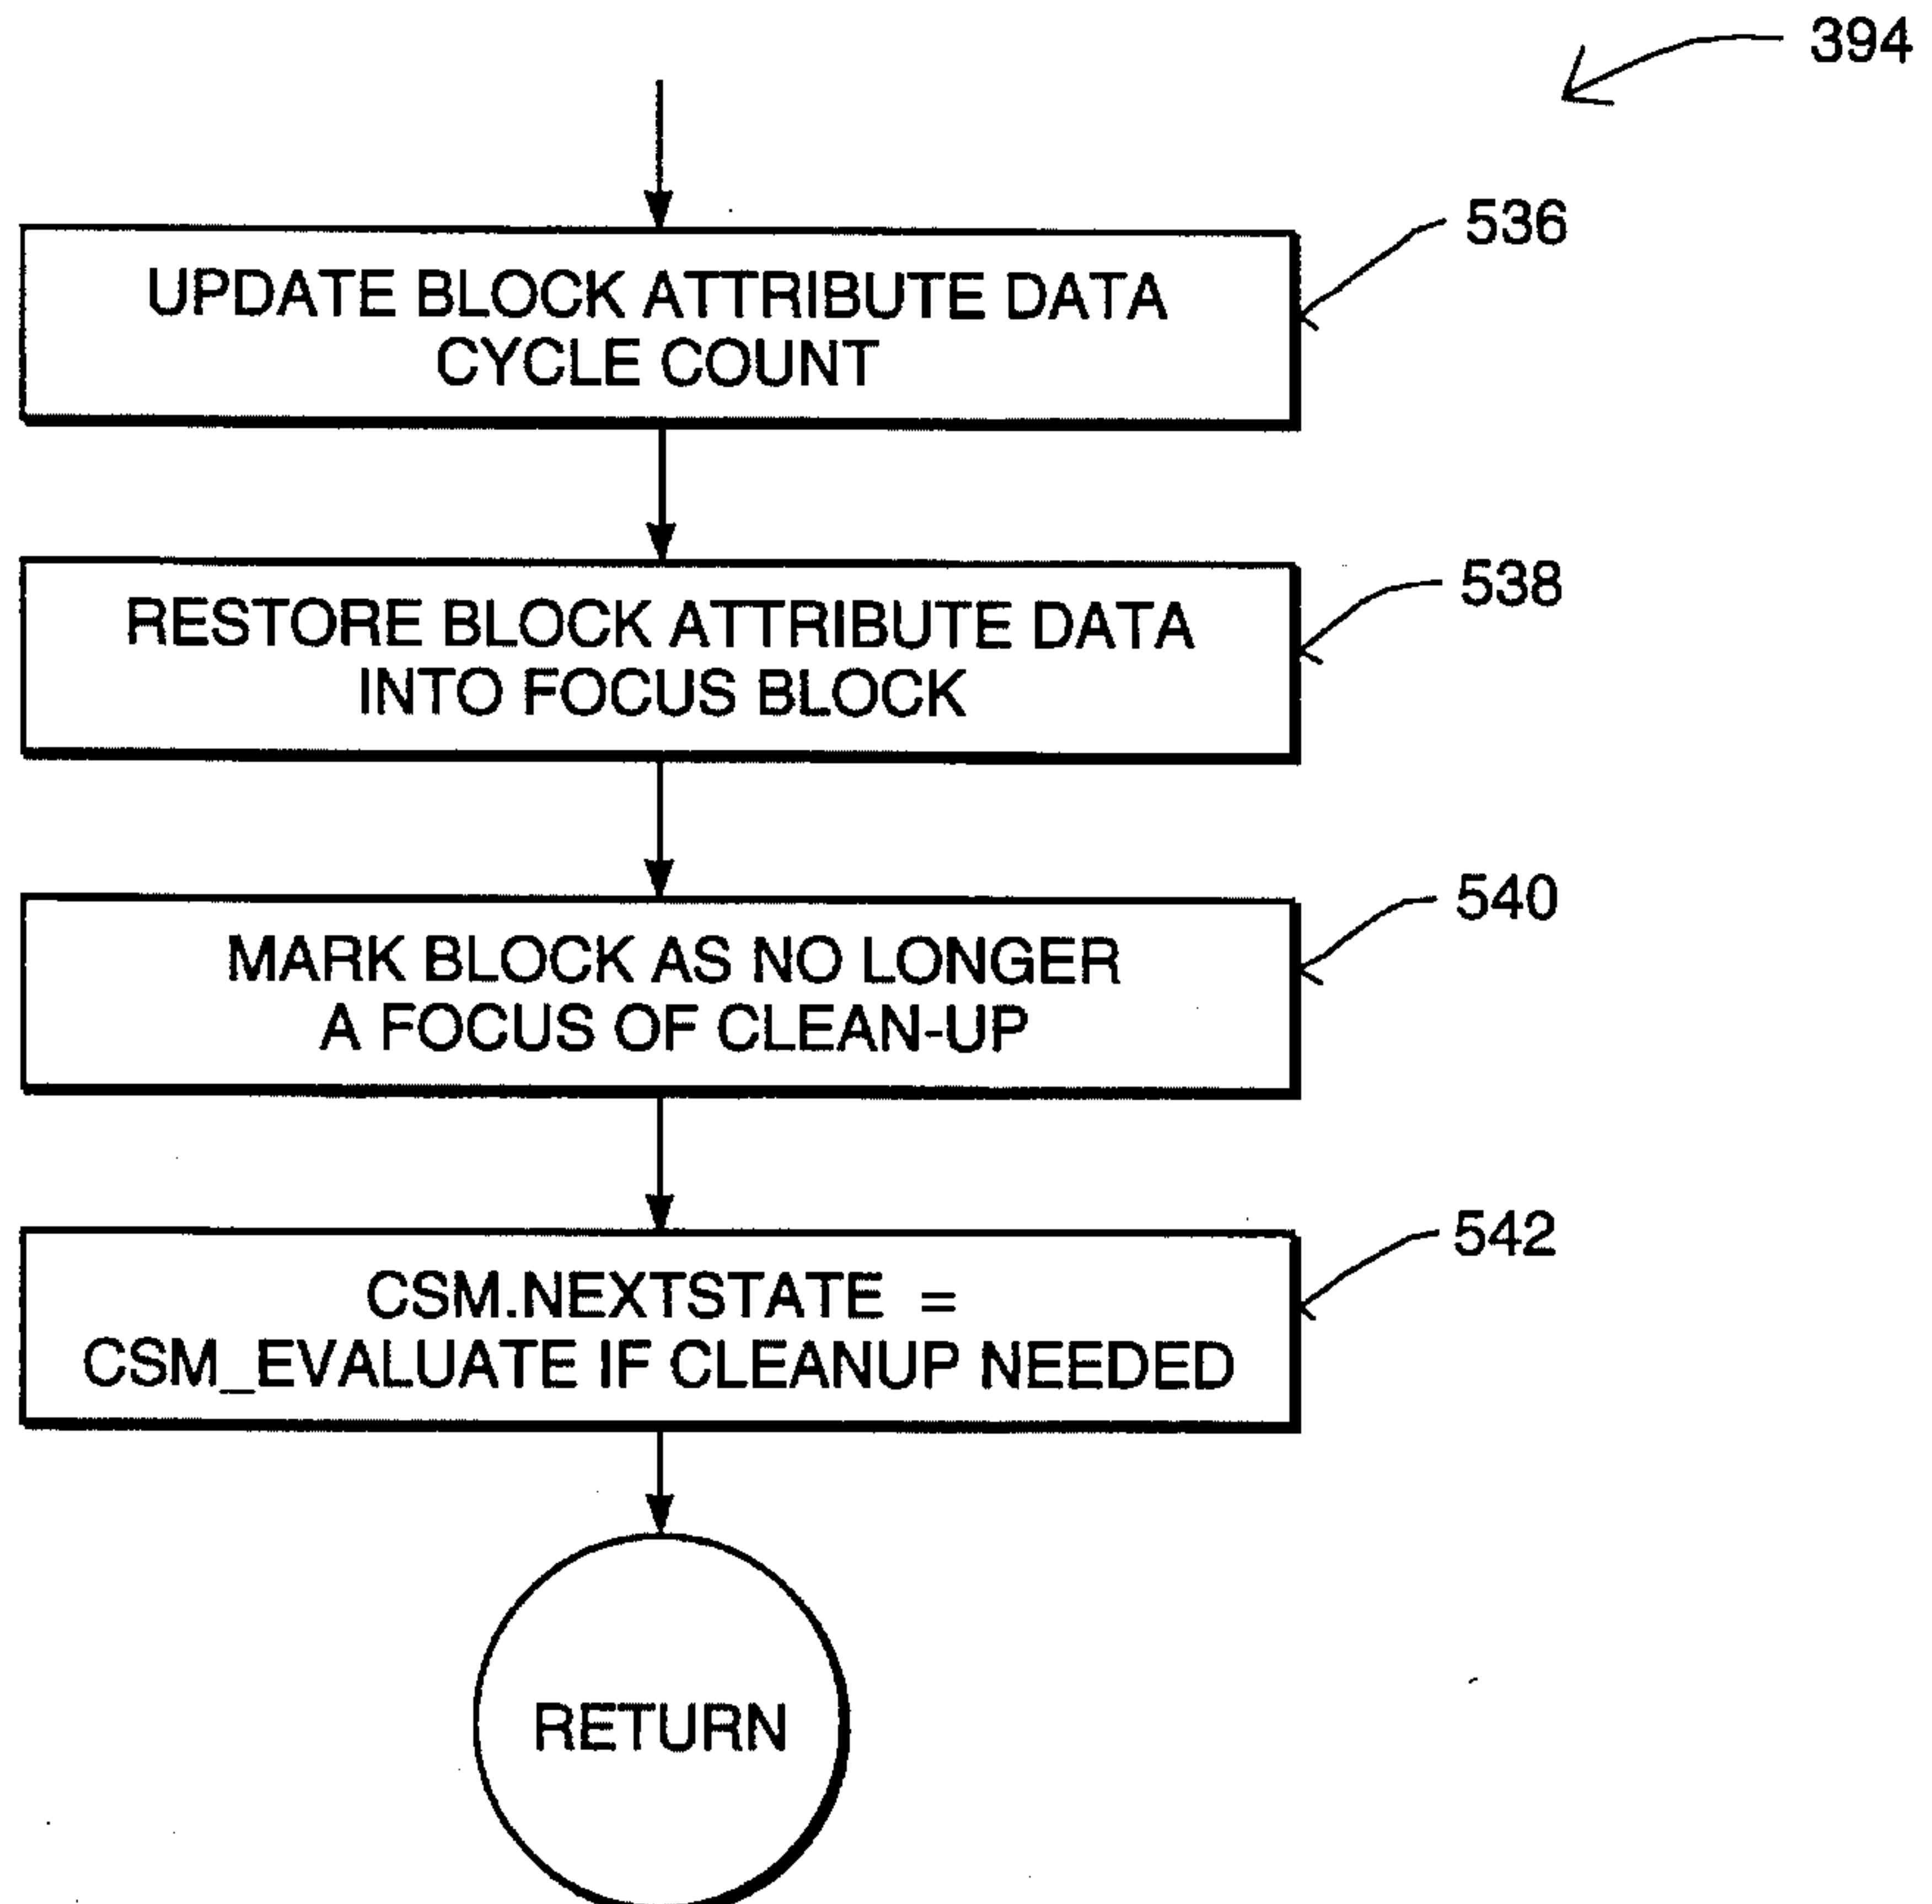 394
536
UPDATE BLOCK ATTRIBUTE DATA
CYCLE COUNT
538
RESTORE BLOCK ATTRIBUTE DATA
INTO FOCUS BLOCK
540
MARK BLOCK AS NO LONGER
A FOCUS OF CLEAN-UP
542
CSM.NEXTSTATE =
CSM_EVALUATE IF CLEANUP NEEDED
RETURN